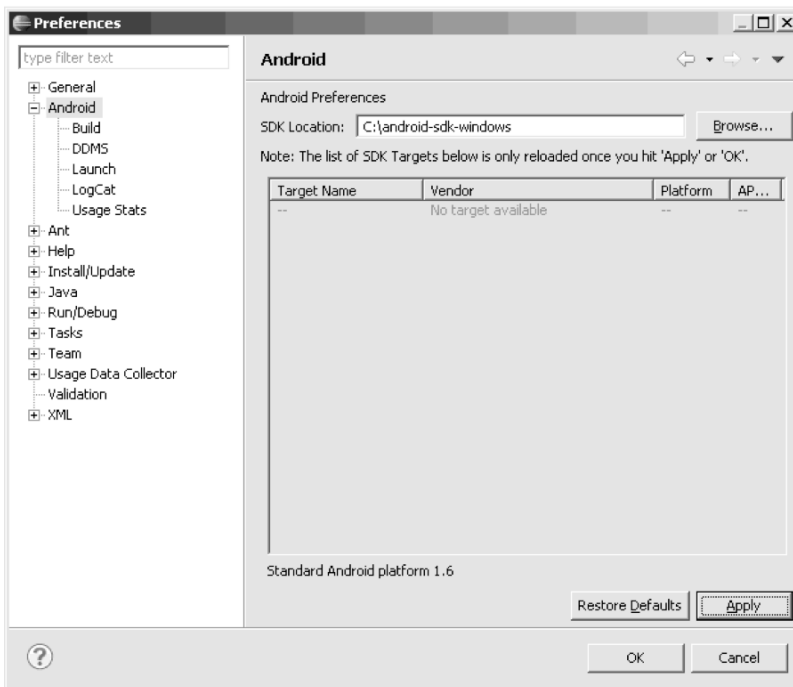 Preferences
type filter text
General
Android
Build
DDMS
Launch
LogCat
Usage Stats
Ant
Help
Install/Update
Java
Run/Debug
Tasks
Team
Usage Data Collector
Validation
XML
Android
Android Preferences
SDK Location: C:\android-sdk-windows Browse...
Note: The list of SDK Targets below is only reloaded once you hit 'Apply' or 'OK'.
Target Name Vendor Platform AP...
-- No target available -- --
Standard Android platform 1.6
Restore Defaults Apply
? OK Cancel